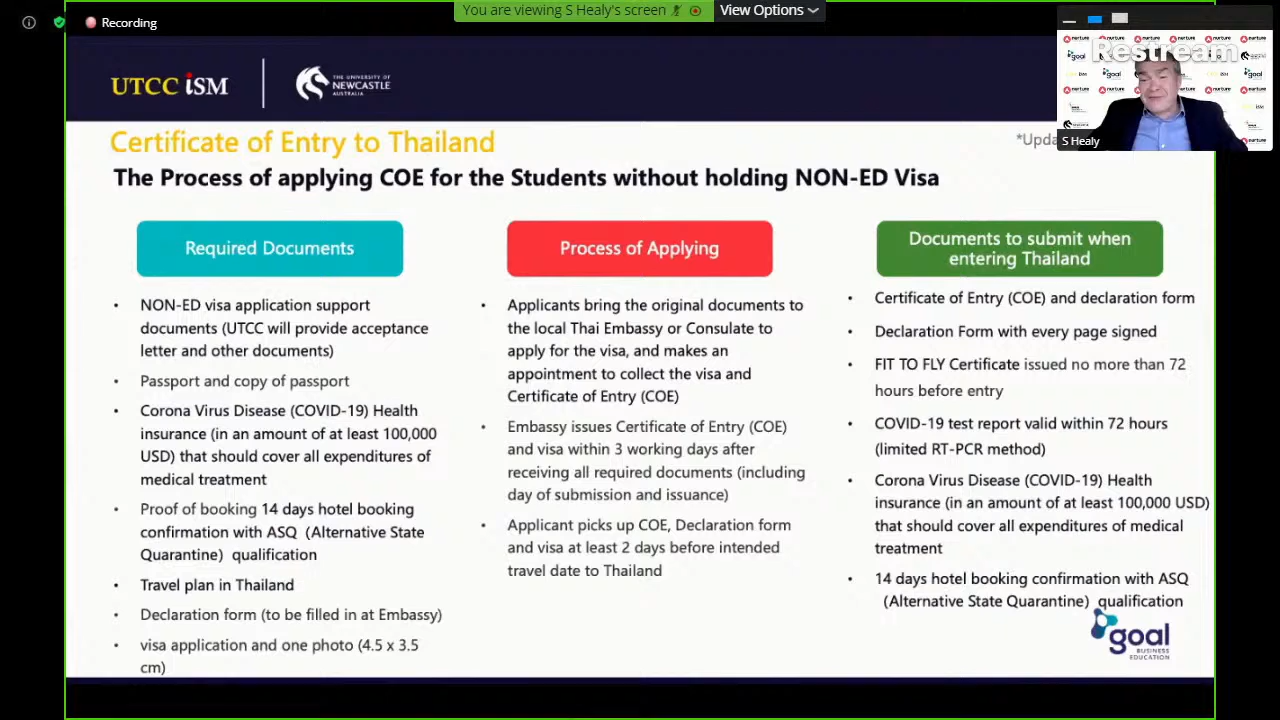 You are viewing S Healy's screen
View Options
Recording
Restream
S Healy
UTCC iSM
THE UNIVERSITY OF
NEWCASTLE
AUSTRALIA
Certificate of Entry to Thailand
*Upda
The Process of applying COE for the Students without holding NON-ED Visa
Required Documents
NON-ED visa application support
documents (UTCC will provide acceptance
letter and other documents)
Passport and copy of passport
Corona Virus Disease (COVID-19) Health
insurance (in an amount of at least 100,000
USD) that should cover all expenditures of
medical treatment
Proof of booking 14 days hotel booking
confirmation with ASQ (Alternative State
Quarantine) qualification
Travel plan in Thailand
Declaration form (to be filled in at Embassy)
visa application and one photo (4.5 x 3.5
cm)
Process of Applying
Applicants bring the original documents to
the local Thai Embassy or Consulate to
apply for the visa, and makes an
appointment to collect the visa and
Certificate of Entry (COE)
Embassy issues Certificate of Entry (COE)
and visa within 3 working days after
receiving all required documents (including
day of submission and issuance)
Applicant picks up COE, Declaration form
and visa at least 2 days before intended
travel date to Thailand
Documents to submit when
entering Thailand
Certificate of Entry (COE) and declaration form
Declaration Form with every page signed
FIT TO FLY Certificate issued no more than 72
hours before entry
COVID-19 test report valid within 72 hours
(limited RT-PCR method)
Corona Virus Disease (COVID-19) Health
insurance (in an amount of at least 100,000 USD)
that should cover all expenditures of medical
treatment
14 days hotel booking confirmation with ASQ
(Alternative State Quarantine) qualification
goal
BUSINESS
EDUCATION